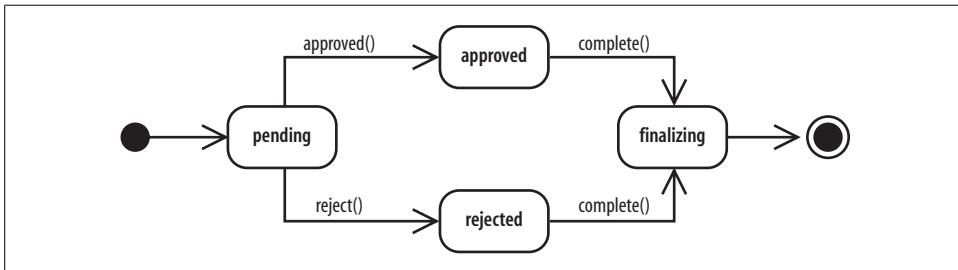 approved()
approved
complete()
pending
finalizing
reject()
rejected
complete()